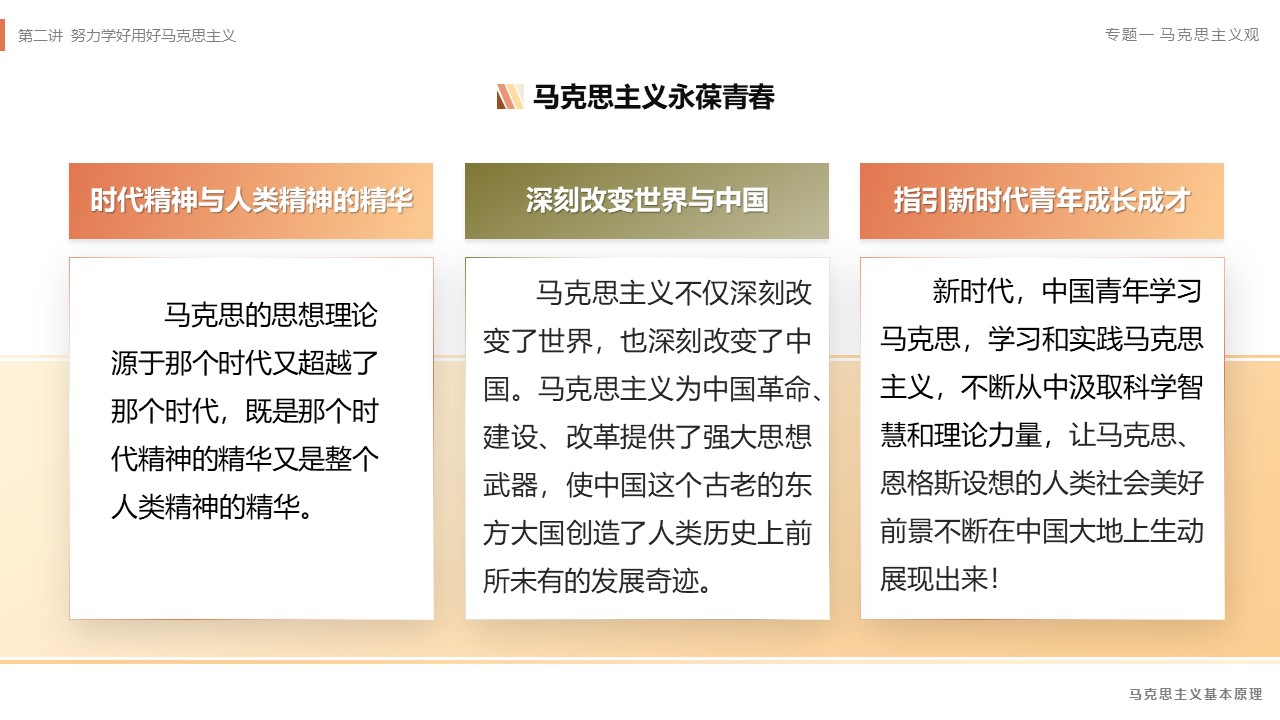 第二讲 努力学好用好马克思主义
专题一 马克思主义观
马克思主义永葆青春
时代精神与人类精神的精华
马克思的思想理论
源于那个时代又超越了
那个时代，既是那个时
代精神的精华又是整个
人类精神的精华。
深刻改变世界与中国
马克思主义不仅深刻改
变了世界，也深刻改变了中
国。马克思主义为中国革命、
建设、改革提供了强大思想
武器，使中国这个古老的东
方大国创造了人类历史上前
所未有的发展奇迹。
指引新时代青年成长成才
新时代，中国青年学习
马克思，学习和实践马克思
主义，不断从中汲取科学智
慧和理论力量，让马克思、
恩格斯设想的人类社会美好
前景不断在中国大地上生动
展现出来！
马克思主义基本原理